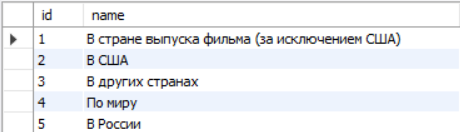 id name
1 В стране выпуска фильма (за исключением США)
2 В США
3 В других странах
4 По миру
5 В России